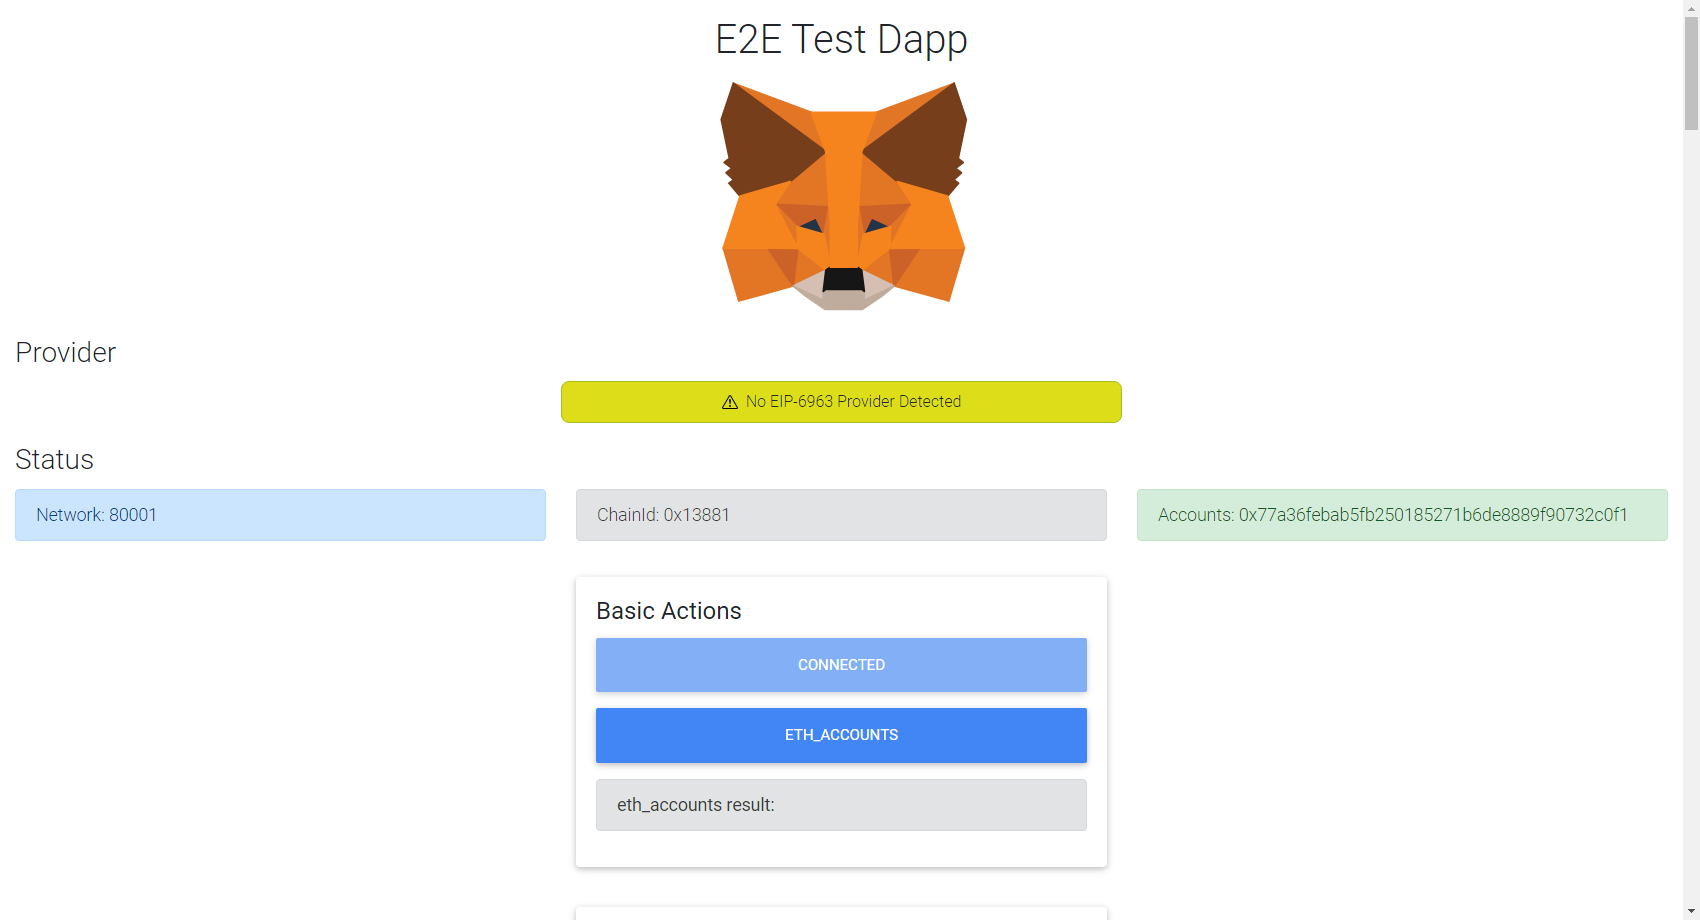 E2E Test Dapp
Provider
No EIP-6963 Provider Detected
Status
Network: 80001
ChainId: 0x13881
Accounts: 0x77a36febab5fb250185271b6de8889f90732c0f1
Basic Actions
CONNECTED
ETH_ACCOUNTS
eth_accounts result: